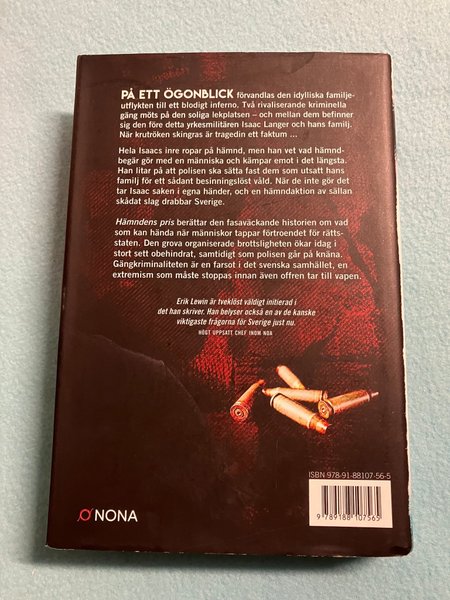 PÅ ETT ÖGONBLICK förvandlas den idylliska familje-
utflykten till ett blodigt inferno. Två rivaliserande kriminella
gäng möts på den soliga lekplatsen – och mellan dem befinner
sig den före detta yrkesmilitären Isaac Langer och hans familj.
När krutröken skingras är tragedin ett faktum ...
Hela Isaacs inre ropar på hämnd, men han vet vad hämnd-
begär gör med en människa och kämpar emot i det längsta.
Han litar på att polisen ska sätta fast dem som utsatt hans
familj för ett sådant besinningslöst våld. När de inte gör det
tar Isaac saken i egna händer, och en hämndaktion av sällan
skådat slag drabbar Sverige.
Hämndens pris berättar den fasaväckande historien om vad
som kan hända när människor tappar förtroendet för rätts-
staten. Den grova organiserade brottsligheten ökar idag i
stort sett obehindrat, samtidigt som polisen går på knäna.
Gängkriminaliteten är en farsot i det svenska samhället, en
extremism som måste stoppas innan även offren tar till vapen.
Erik Lewin är tveklöst väldigt initierad i
det han skriver. Han belyser också en av de kanske
viktigaste frågorna för Sverige just nu.
HÖGT UPPSATT CHEF INOM NOA
ISBN 978-91-88107-56-5
9 789188 107565
NONA